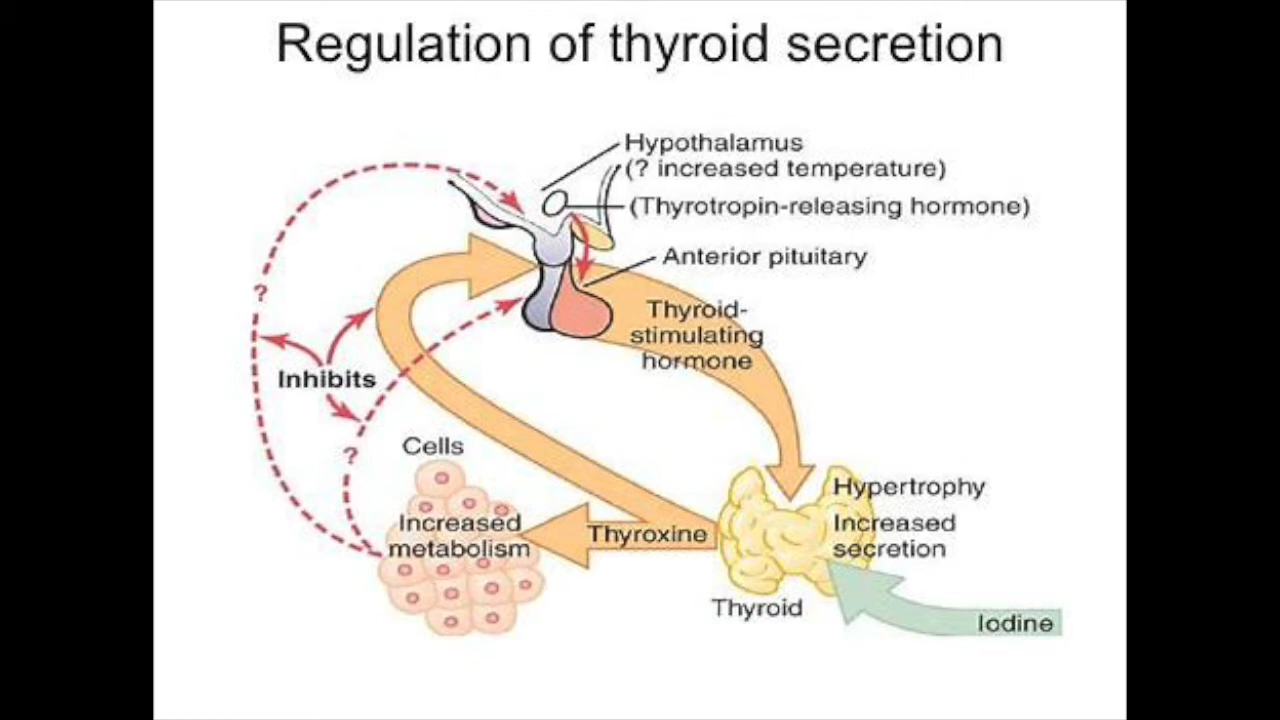 Regulation of thyroid secretion
Hypothalamus
(? increased temperature)
(Thyrotropin-releasing hormone)
Anterior pituitary
?
Thyroid-
stimulating
hormone
Inhibits
?
Cells
Hypertrophy
Increased
metabolism
Thyroxine
Increased
secretion
Thyroid
Iodine